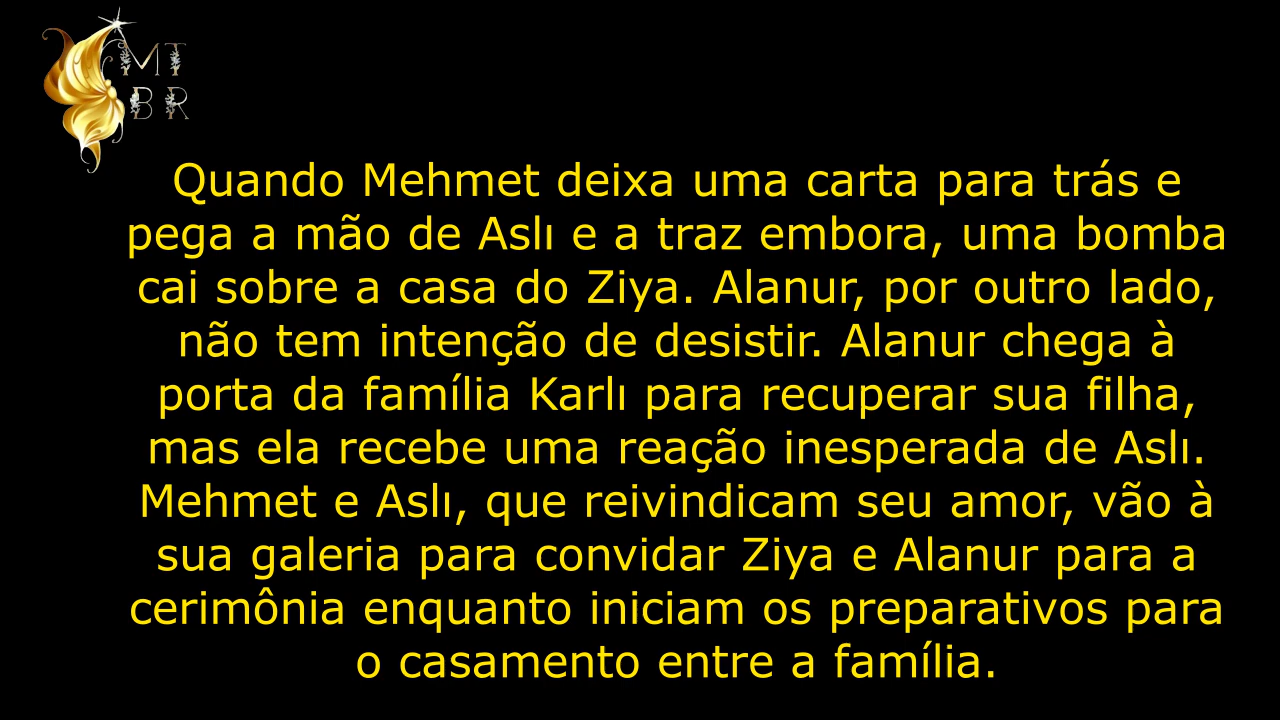 MT
BR
Quando Mehmet deixa uma carta para trás e
pega a mão de Aslı e a traz embora, uma bomba
cai sobre a casa do Ziya. Alanur, por outro lado,
não tem intenção de desistir. Alanur chega à
porta da família Karlı para recuperar sua filha,
mas ela recebe uma reação inesperada de Aslı.
Mehmet e Aslı, que reivindicam seu amor, vão à
sua galeria para convidar Ziya e Alanur para a
cerimônia enquanto iniciam os preparativos para
o casamento entre a família.